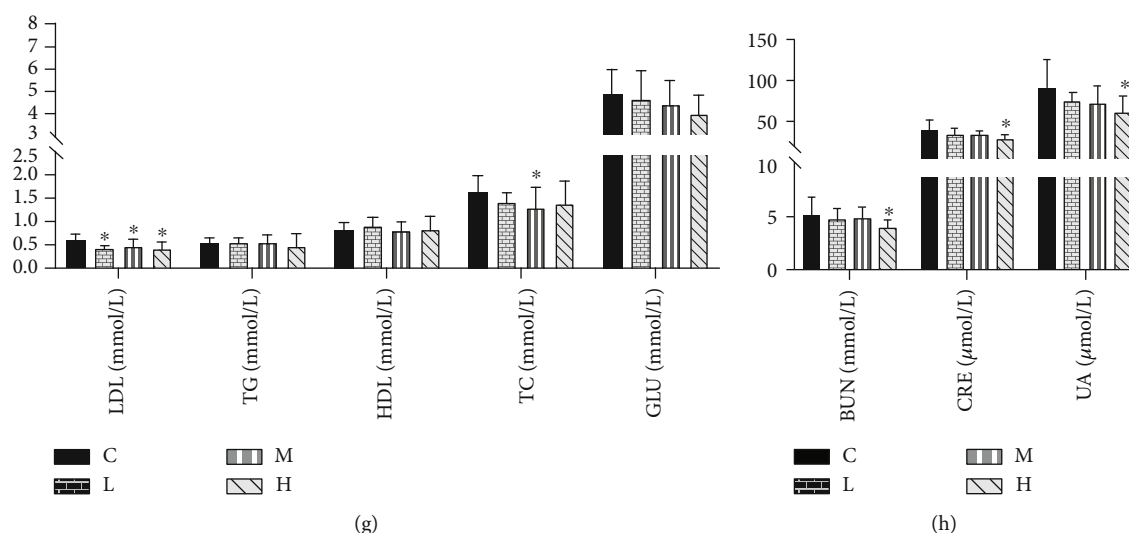 8
7
6
5
4
3
2.5
2.0
1.5
1.0
0.5
0.0
* * *
*
LDL (mmol/L)
TG (mmol/L)
HDL (mmol/L)
TC (mmol/L)
GLU (mmol/L)
C
M
L
H
(g)
150
100
50
10
5
0
*
*
*
BUN (mmol/L)
CRE (µmol/L)
UA (µmol/L)
C
M
L
H
(h)